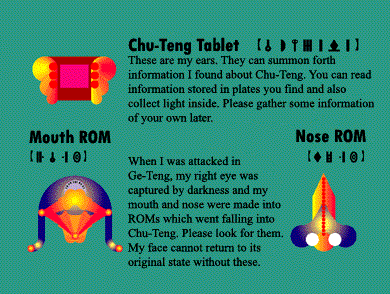 Chu-Teng Tablet
These are my ears. They can summon forth
information I found about Chu-Teng. You can read
information stored in plates you find and also
collect light inside. Please gather some information
of your own later.
Mouth ROM
Nose ROM
When I was attacked in
Ge-Teng, my right eye was
captured by darkness and my
mouth and nose were made into
ROMs which went falling into
Chu-Teng. Please look for them.
My face cannot return to its
original state without these.